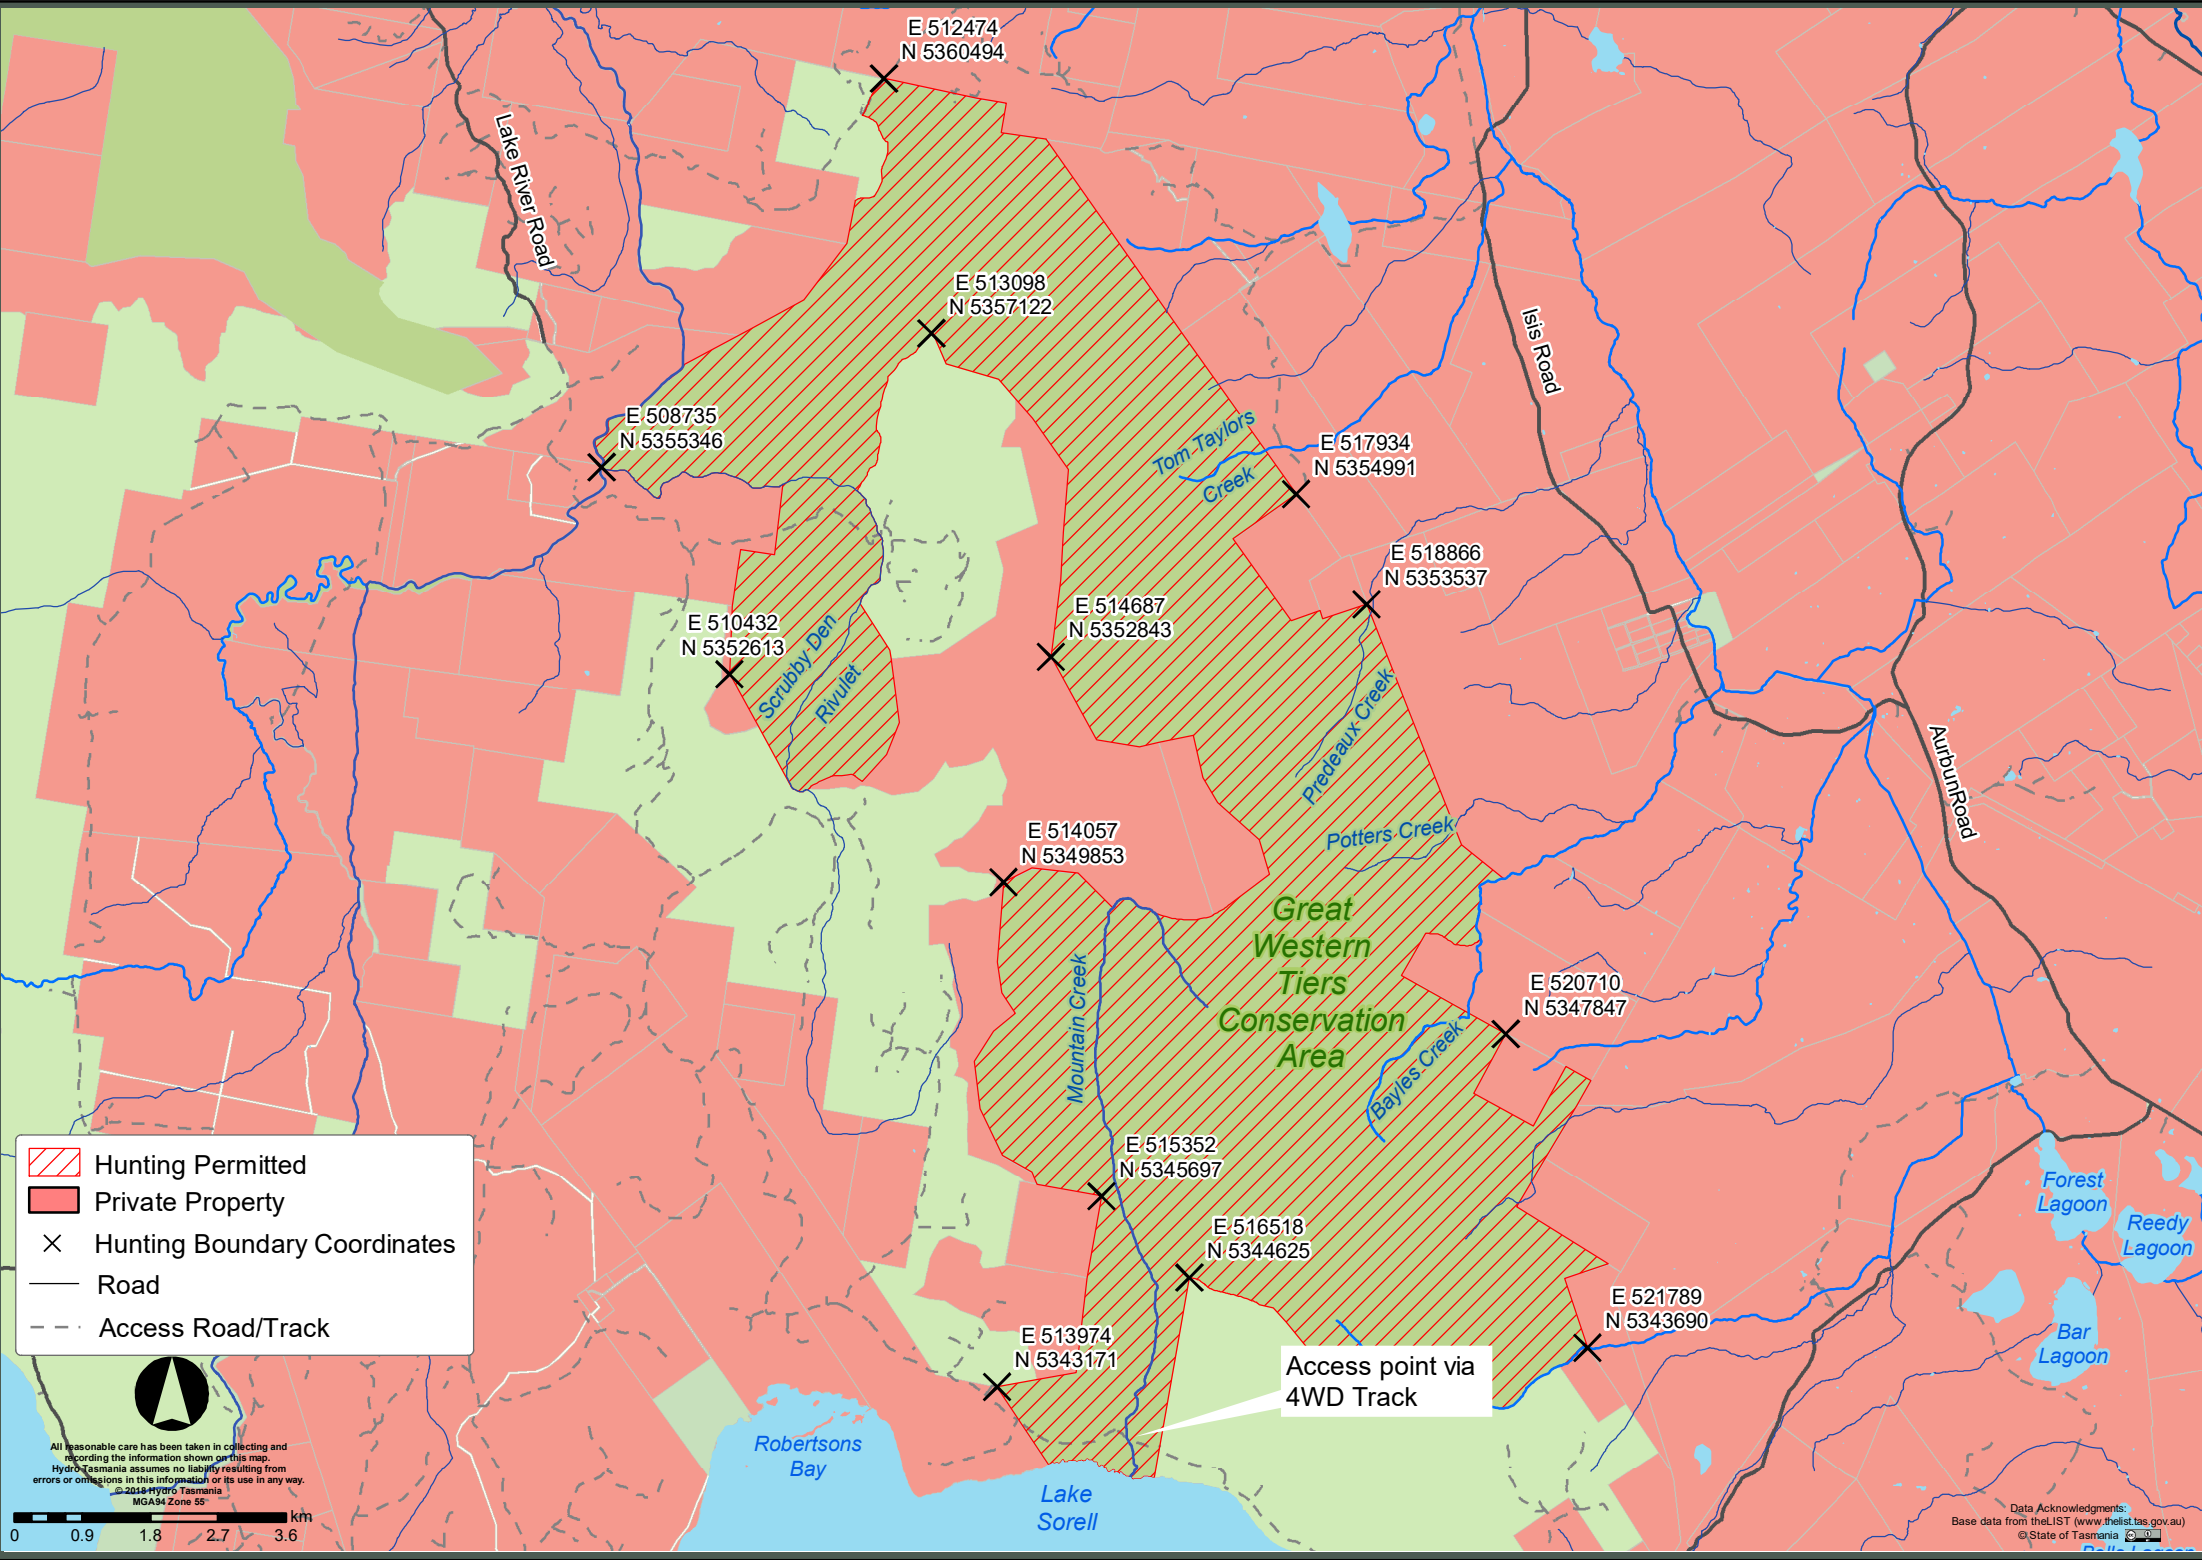 E 512474
N 5360494
Lake River Road
E 513098
N 5357122
Isis Road
E 508735
N 5355346
Tom Taylors
Creek
E 517934
N 5354991
E 518866
N 5353537
E 514687
N 5352843
E 510432
N 5352613
Scrubby Den
Rivulet
Predeaux Creek
Potters Creek
AurbunRoad
E 514057
N 5349853
Great
Western
Tiers
Conservation
Area
Mountain Creek
E 520710
N 5347847
Bayles Creek
E 515352
N 5345697
E 516518
N 5344625
Forest
Lagoon
Reedy
Lagoon
E 521789
N 5343690
Bar
Lagoon
E 513974
N 5343171
Access point via
4WD Track
Robertsons
Bay
Lake
Sorell
Hunting Permitted
Private Property
Hunting Boundary Coordinates
Road
Access Road/Track
All reasonable care has been taken in collecting and
recording the information shown on this map.
Hydro Tasmania assumes no liability resulting from
errors or omissions in this information or its use in any way.
© 2018 Hydro Tasmania
MGA94 Zone 55
km
0 0.9 1.8 2.7 3.6
Data Acknowledgments:
Base data from theLIST (www.thelist.tas.gov.au)
© State of Tasmania